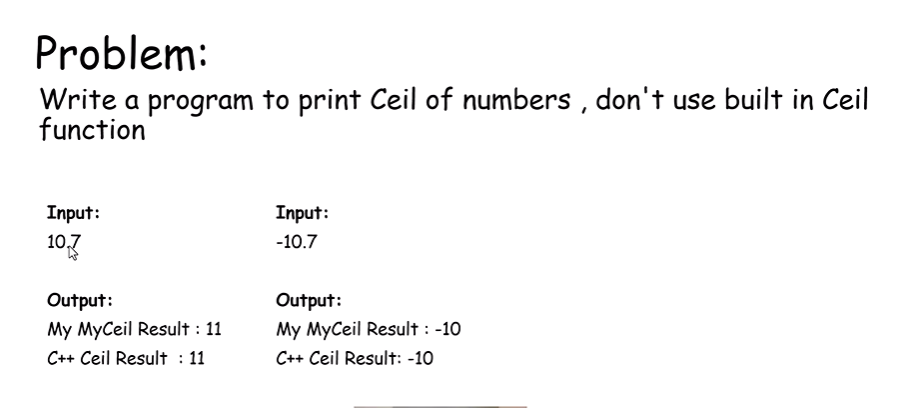 Problem:
Write a program to print Ceil of numbers , don't use built in Ceil
function
Input:
10.7
Output:
My MyCeil Result : 11
C++ Ceil Result : 11
Input:
-10.7
Output:
My MyCeil Result : -10
C++ Ceil Result: -10